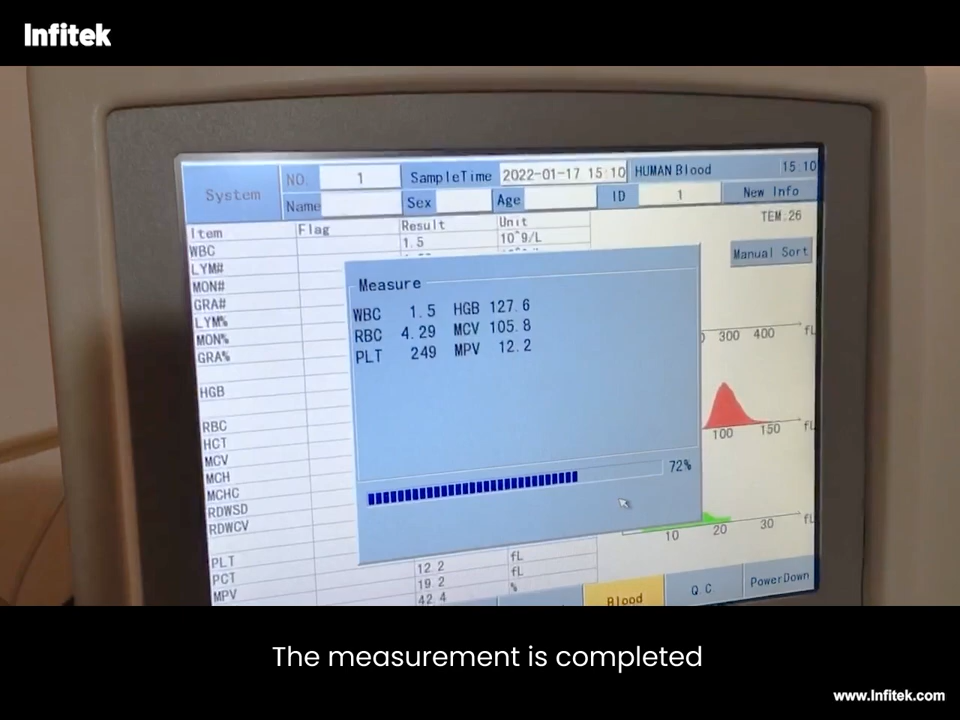 Infitek
System NO. 1 SampleTime 2022-01-17 15:10 HUMAN Blood 15:10
Name Sex Age ID 1 New Info
Item Flag Result Unit TEM:26
WBC 1.5 10^9/L
LYM#
MON#
GRA#
LYM%
MON%
GRA%
HGB
RBC
HCT
MCV
MCH
MCHC
RDWSD
RDWCV
PLT
PCT 12.2 fL
MPV 19.2 fL
42.4 %
Manual Sort
Measure
WBC 1.5 HGB 127.6
RBC 4.29 MCV 105.8
PLT 249 MPV 12.2
72%
300 400 fL
100 150 fL
10 20 30 fL
Blood Q.C. PowerDown
The measurement is completed
www.Infitek.com